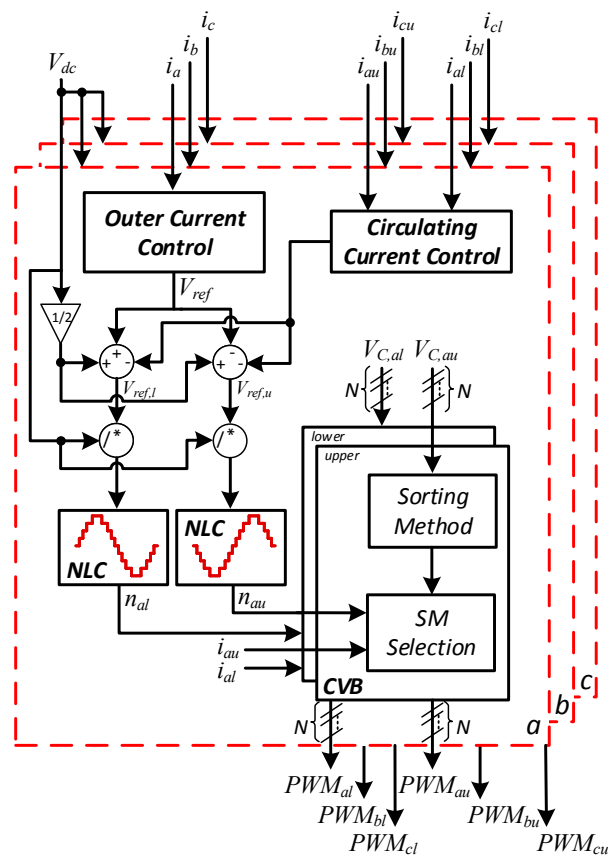 i_c
i_cu
i_cl
i_b
i_bu
i_bl
V_dc
i_a
i_au
i_al
Outer Current
Control
Circulating
Current Control
V_ref
1/2
+
+
-
-
+
-
V_C,al
V_C,au
V_ref,l
V_ref,u
N
N
/
*
/
*
lower
upper
Sorting
Method
NLC
NLC
n_al
n_au
SM
Selection
i_au
i_al
CVB
c
b
a
N
N
PWM_al
PWM_au
PWM_bl
PWM_bu
PWM_cl
PWM_cu